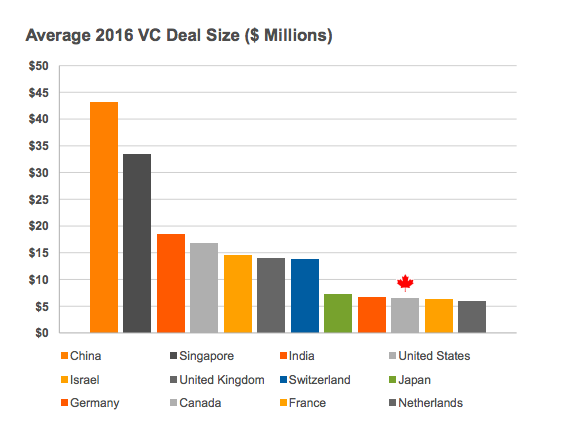 Average 2016 VC Deal Size ($ Millions)
$50
$45
$40
$35
$30
$25
$20
$15
$10
$5
$0
China Singapore India United States
Israel United Kingdom Switzerland Japan
Germany Canada France Netherlands